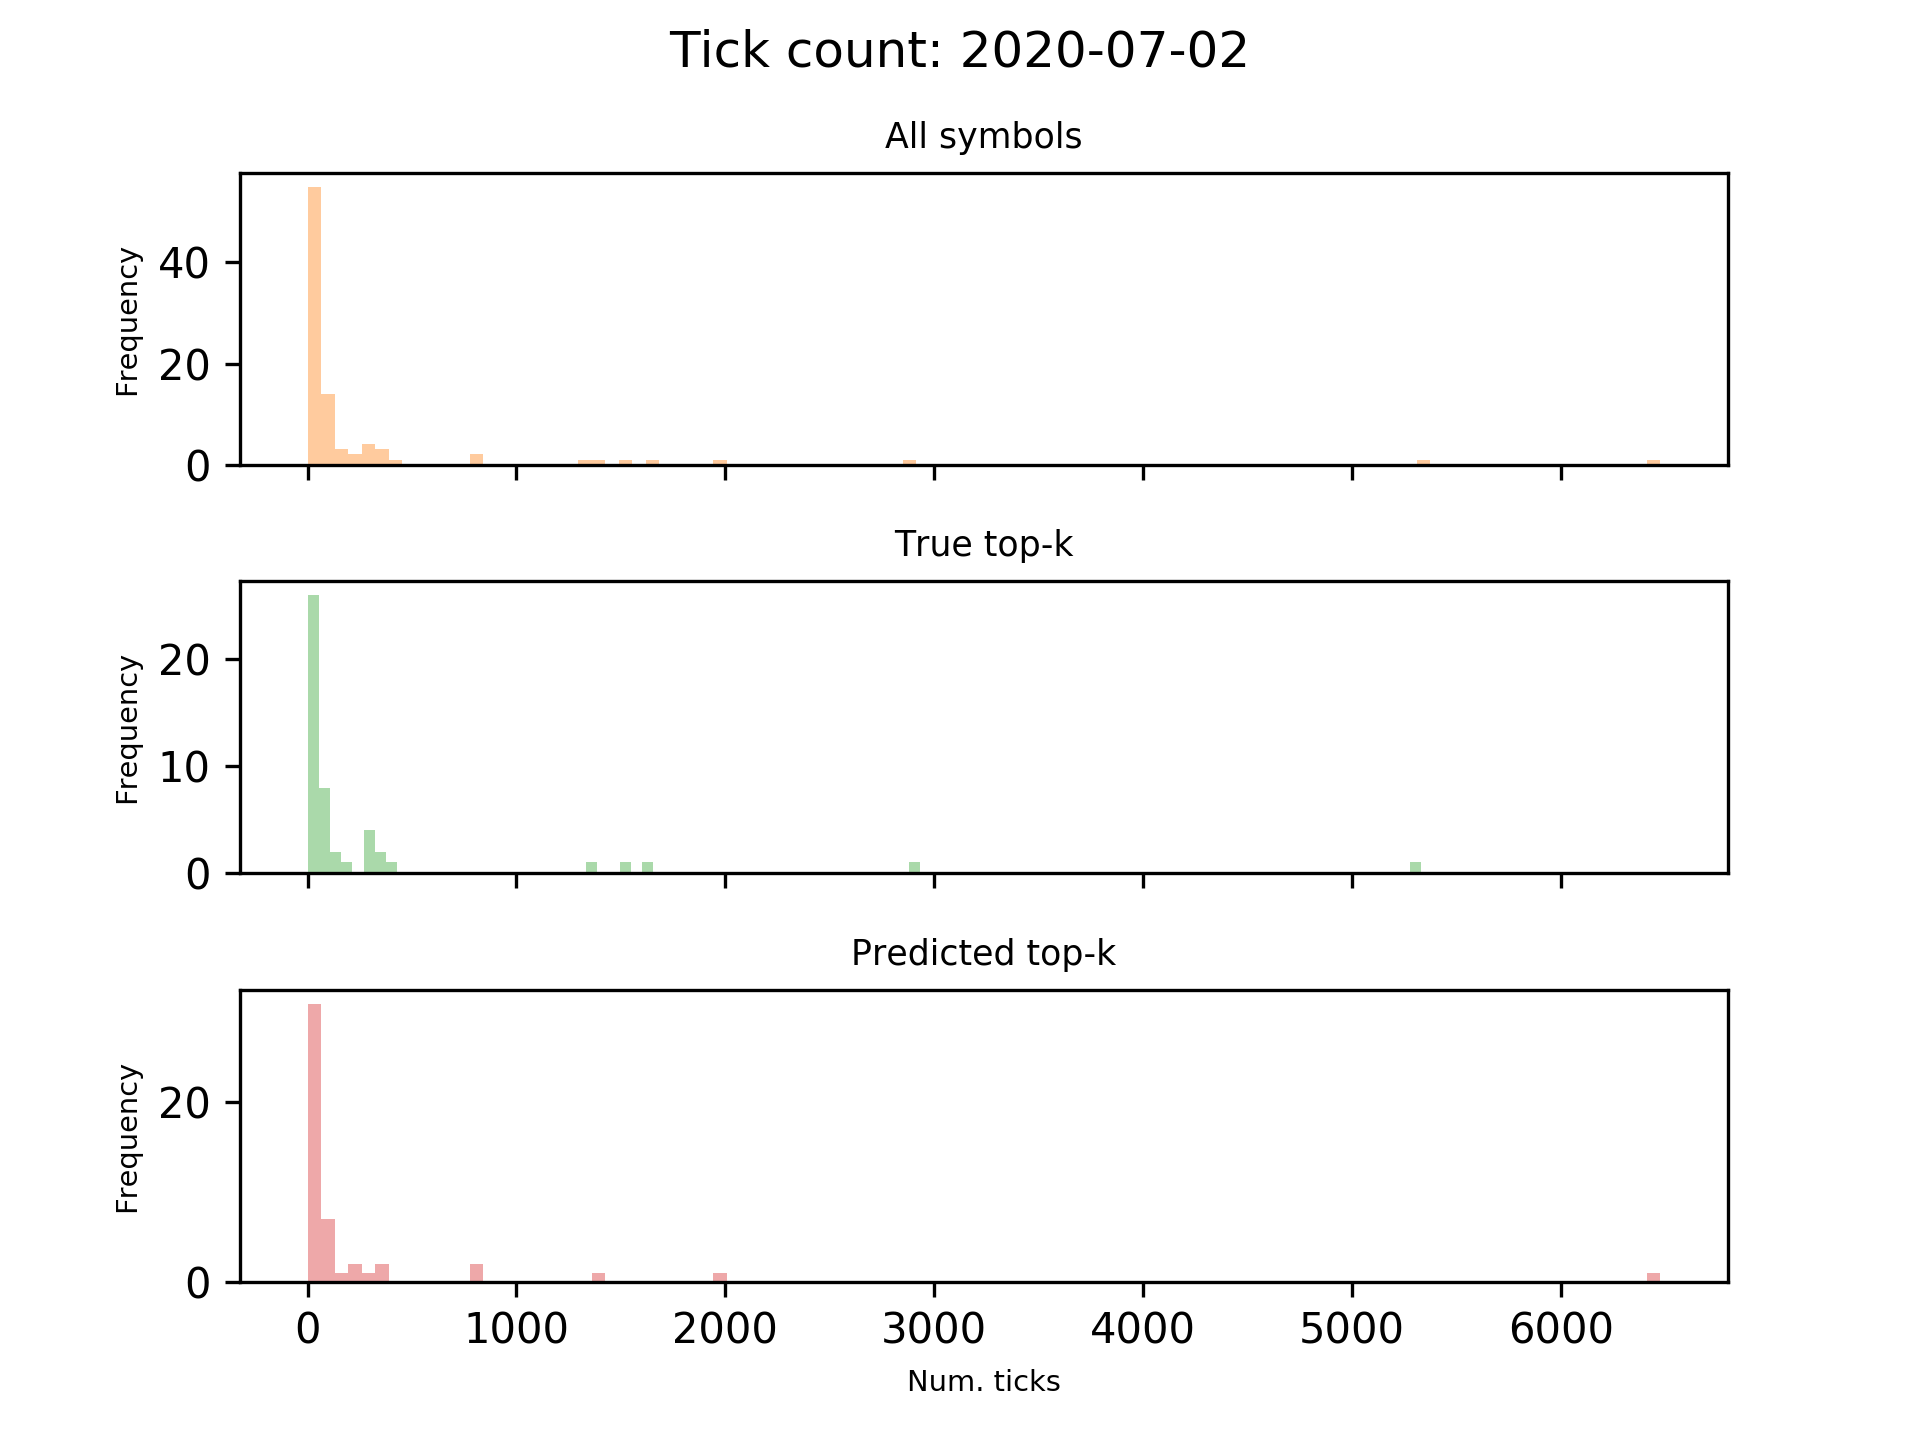 Tick count: 2020-07-02
All symbols
Frequency
40
20
0
True top-k
Frequency
20
10
0
Predicted top-k
Frequency
20
0
0 1000 2000 3000 4000 5000 6000
Num. ticks